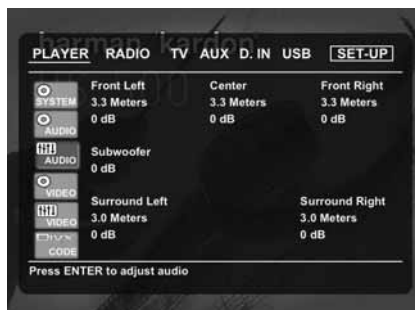 harman kardon
PLAYER RADIO TV AUX D. IN USB SET-UP
SYSTEM
AUDIO
AUDIO
VIDEO
VIDEO
DivX
CODE
Front Left
3.3 Meters
0 dB
Center
3.3 Meters
0 dB
Front Right
3.3 Meters
0 dB
Subwoofer
0 dB
Surround Left
3.0 Meters
0 dB
Surround Right
3.0 Meters
0 dB
Press ENTER to adjust audio